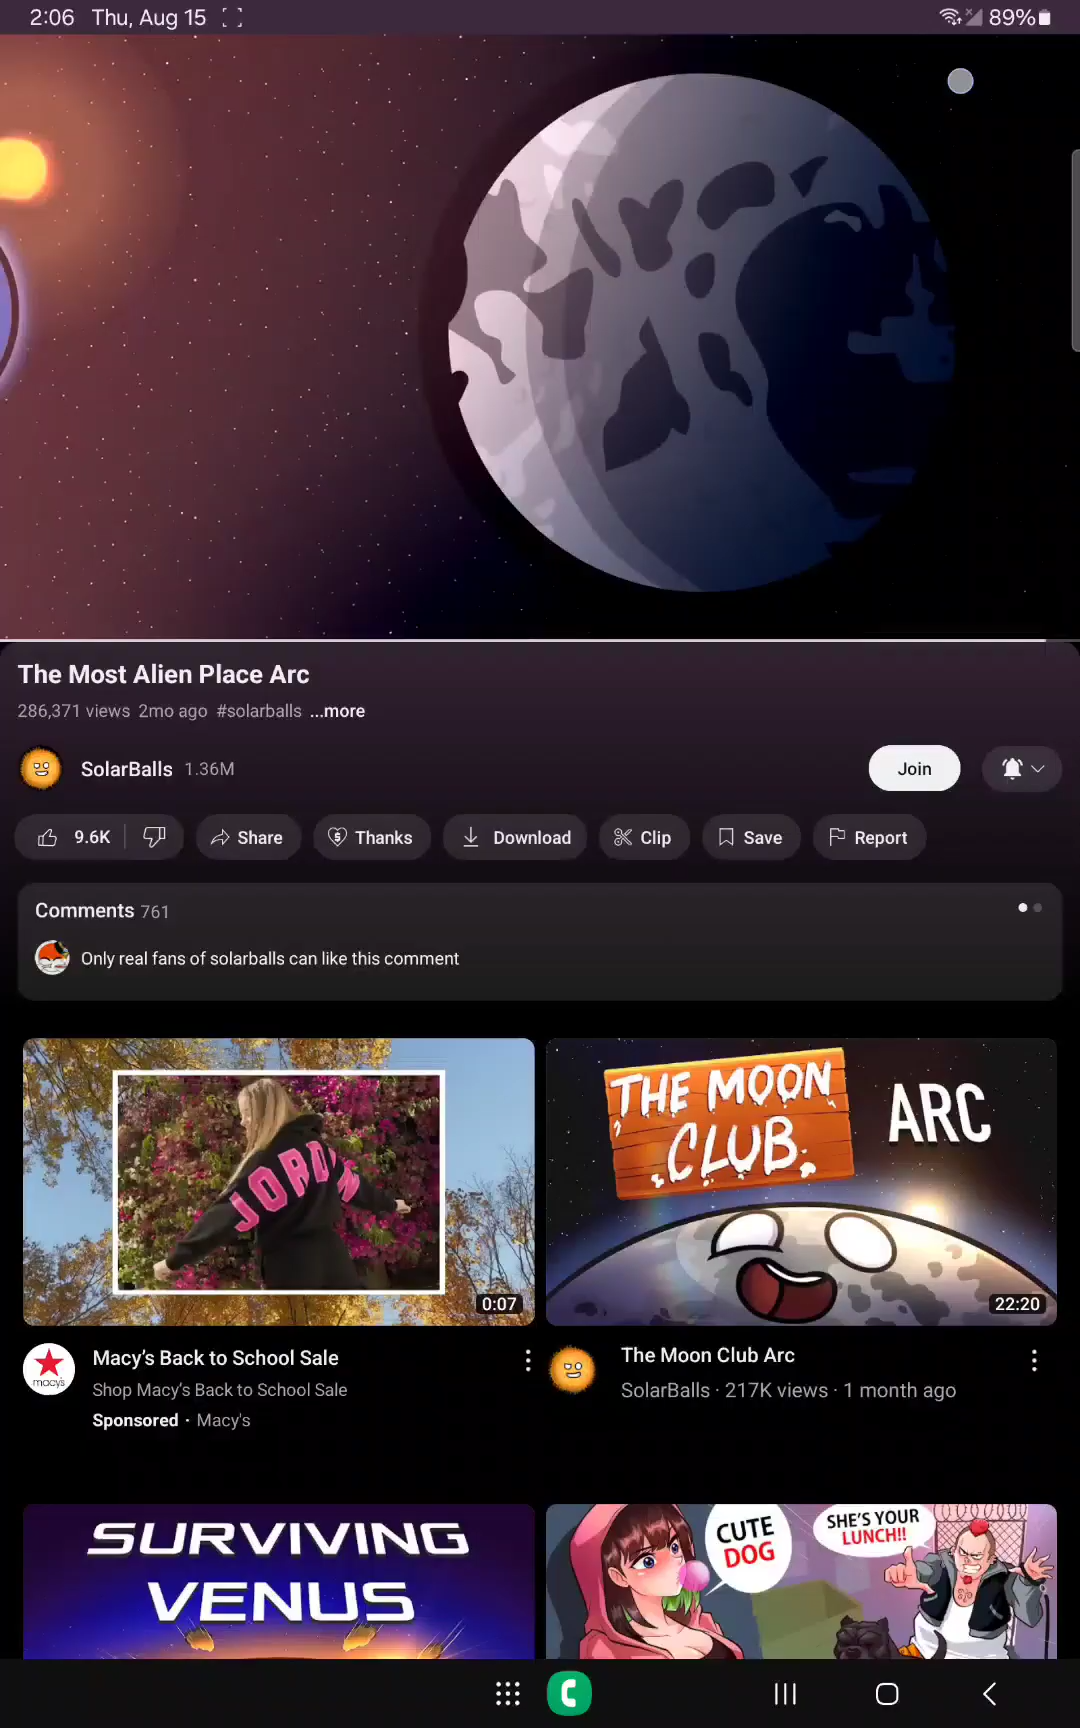 2:06 Thu, Aug 15
89%
The Most Alien Place Arc
286,371 views 2mo ago #solarballs ...more
SolarBalls 1.36M
Join
9.6K
Share
Thanks
Download
Clip
Save
Report
Comments 761
Only real fans of solarballs can like this comment
JORDAN
0:07
THE MOON
CLUB
ARC
22:20
macys
Macy's Back to School Sale
Shop Macy's Back to School Sale
Sponsored · Macy's
The Moon Club Arc
SolarBalls · 217K views · 1 month ago
SURVIVING
VENUS
CUTE
DOG
SHE'S YOUR
LUNCH!!